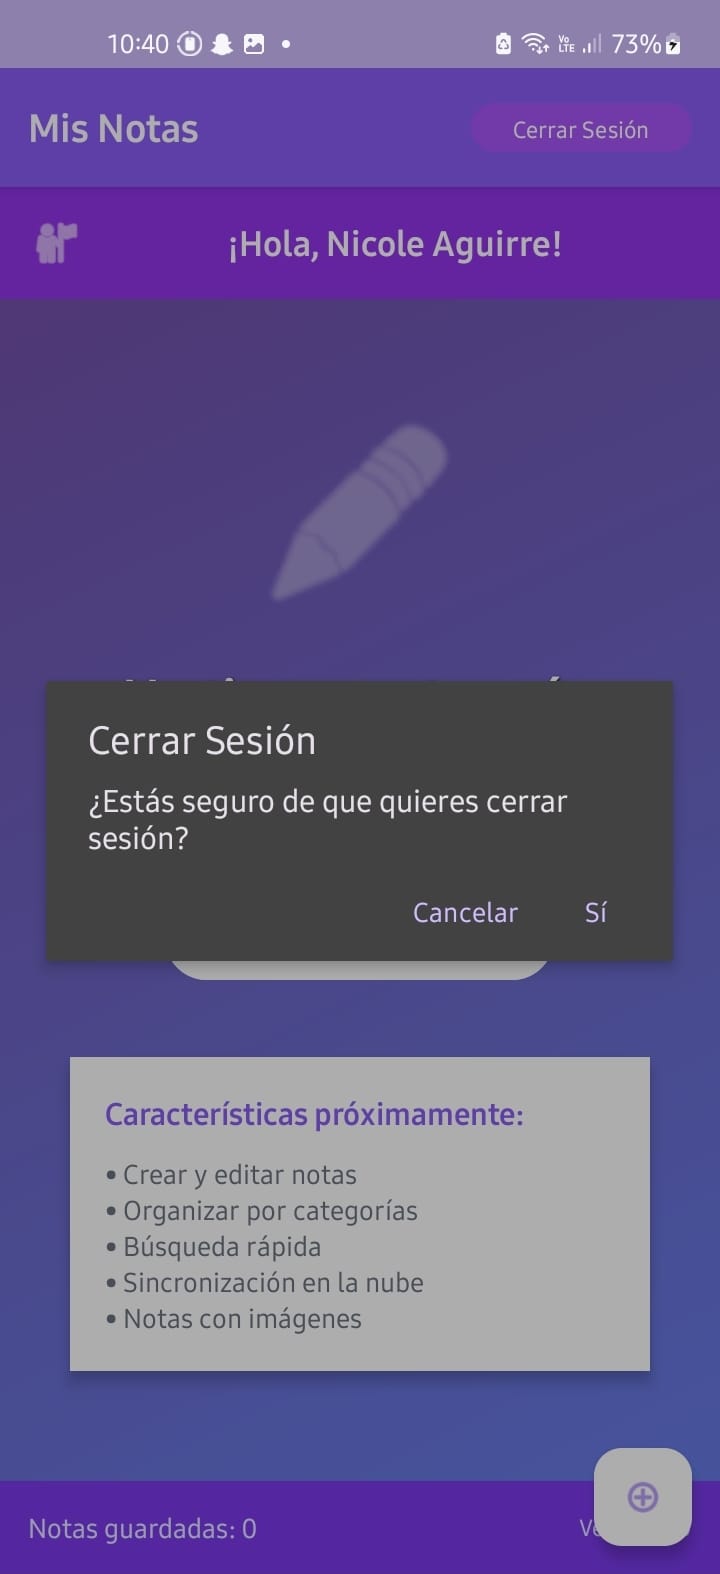 10:40 Vo LTE 73%
Mis Notas
Cerrar Sesión
¡Hola, Nicole Aguirre!
Cerrar Sesión
¿Estás seguro de que quieres cerrar
sesión?
Cancelar Sí
Características próximamente:
• Crear y editar notas
• Organizar por categorías
• Búsqueda rápida
• Sincronización en la nube
• Notas con imágenes
Notas guardadas: 0